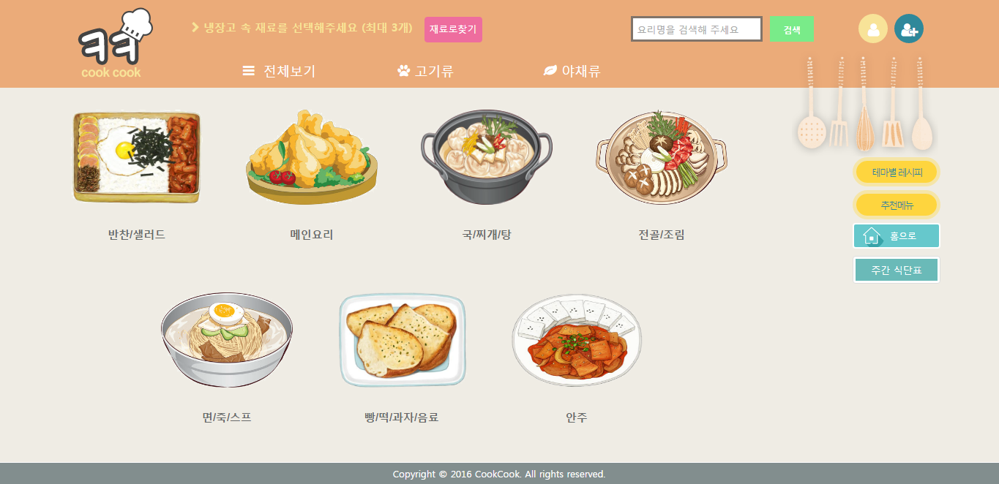 쿡쿡
cook cook
냉장고 속 재료를 선택해주세요 (최대 3개)
재료로찾기
요리명을 검색해 주세요
검색
전체보기
고기류
야채류
반찬/샐러드
메인요리
국/찌개/탕
전골/조림
테마별 레시피
추천메뉴
홈으로
주간 식단표
면/죽/스프
빵/떡/과자/음료
안주
Copyright © 2016 CookCook. All rights reserved.